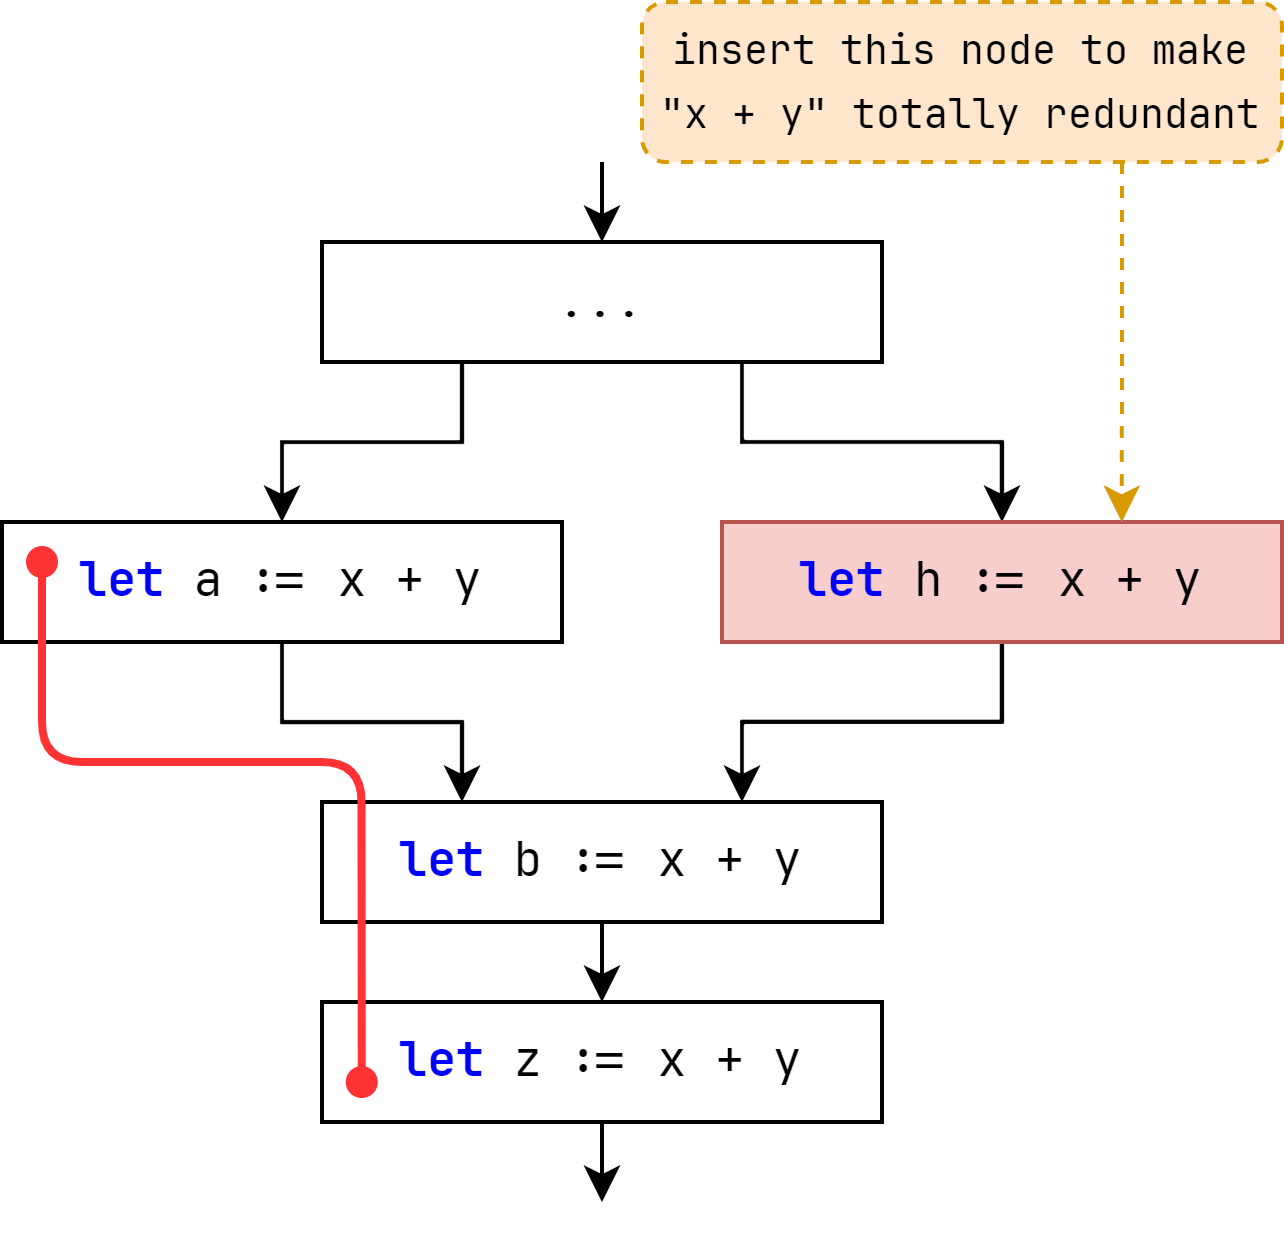 insert this node to make
"x + y" totally redundant
...
let a := x + y
let h := x + y
let b := x + y
let z := x + y